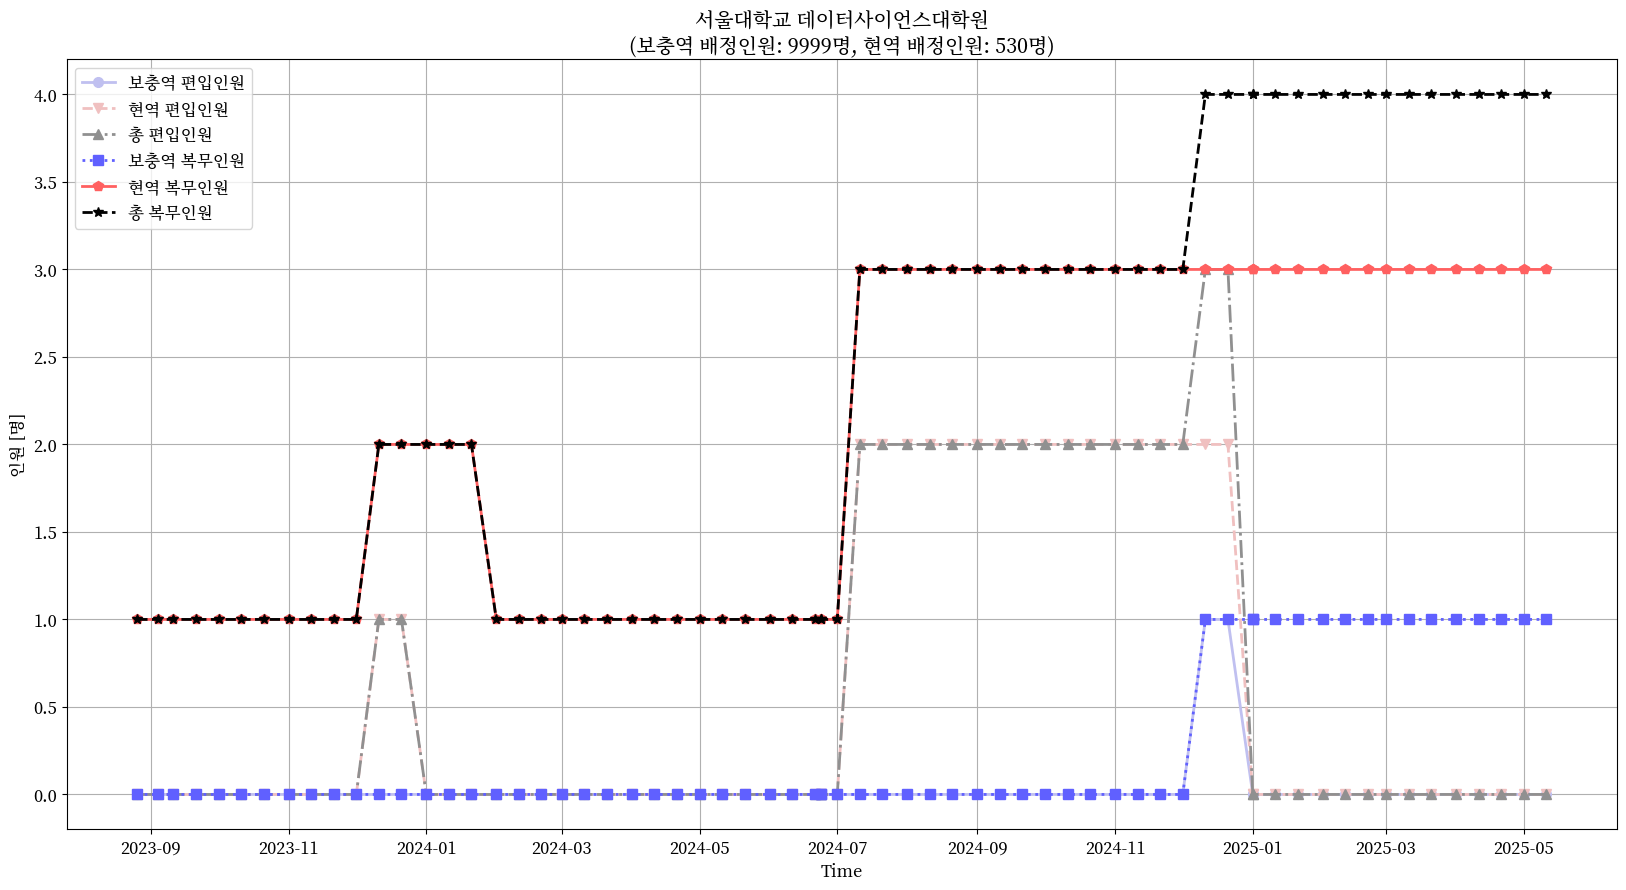 서울대학교 데이터사이언스대학원
(보충역 배정인원: 9999명, 현역 배정인원: 530명)
보충역 편입인원
현역 편입인원
총 편입인원
보충역 복무인원
현역 복무인원
총 복무인원
인원 [명]
4.0
3.5
3.0
2.5
2.0
1.5
1.0
0.5
0.0
2023-09 2023-11 2024-01 2024-03 2024-05 2024-07 2024-09 2024-11 2025-01 2025-03 2025-05
Time